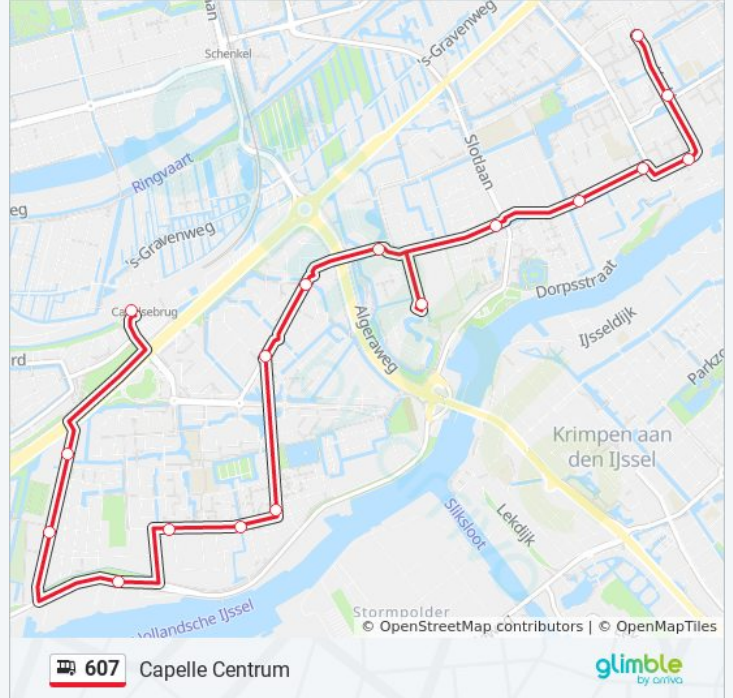 aan
's-Gravenweg
Schenkel
Slotlaan
Ringvaart
eg
's-Gravenweg
Dorpsstraat
IJsseldijk
Algeraweg
rd
Krimpen aan
den IJssel
Sliksloot
Lekdijk
Stormpolder
Hollandsche IJssel
© OpenStreetMap contributors | © OpenMapTiles
607 Capelle Centrum
glimble
by arriva